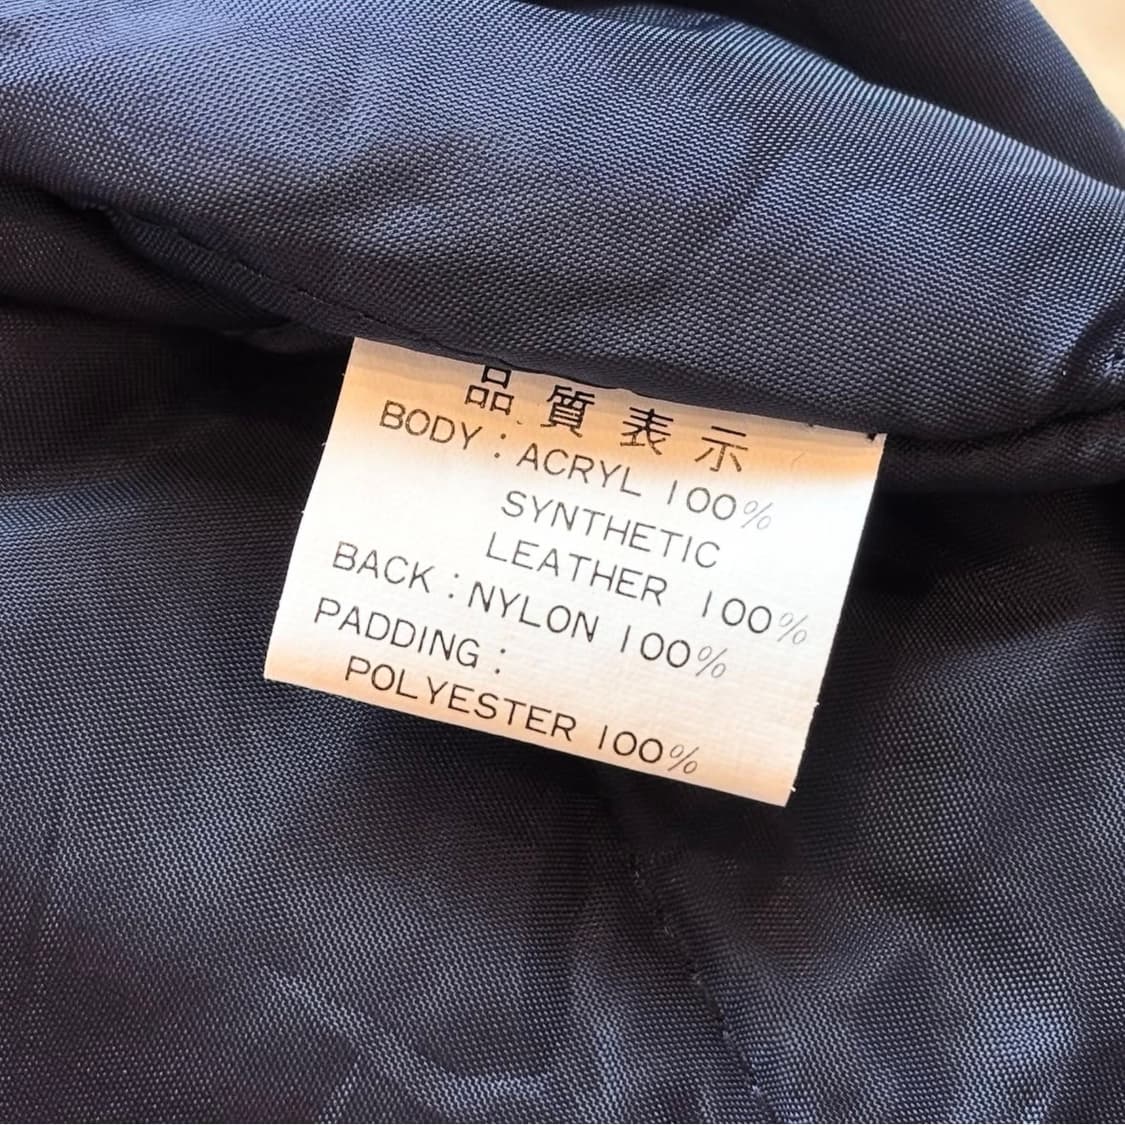 品質表示
BODY : ACRYL 100%
SYNTHETIC
LEATHER 100%
BACK : NYLON 100%
PADDING :
POLYESTER 100%